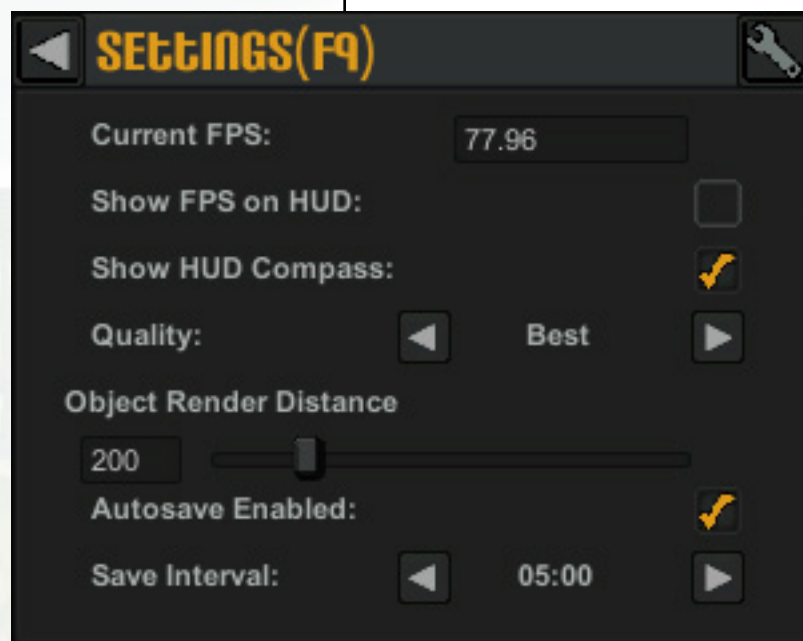 SETTINGS(F9)
Current FPS: 77.96
Show FPS on HUD:
Show HUD Compass:
Quality: Best
Object Render Distance
200
Autosave Enabled:
Save Interval: 05:00